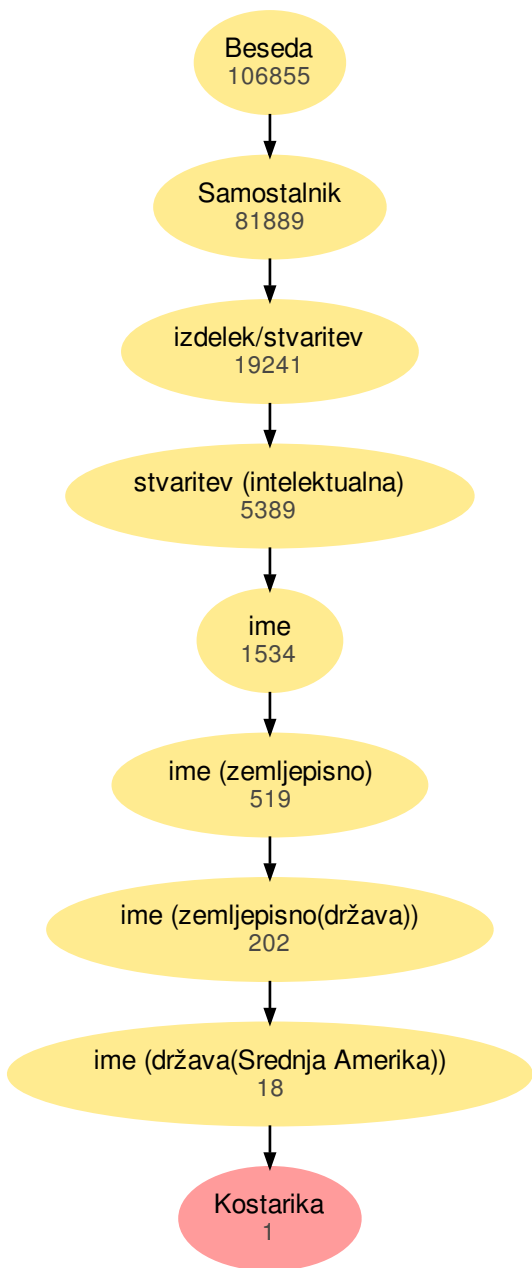 Beseda
106855
Samostalnik
81889
izdelek/stvaritev
19241
stvaritev (intelektualna)
5389
ime
1534
ime (zemljepisno)
519
ime (zemljepisno(država))
202
ime (država(Srednja Amerika))
18
Kostarika
1